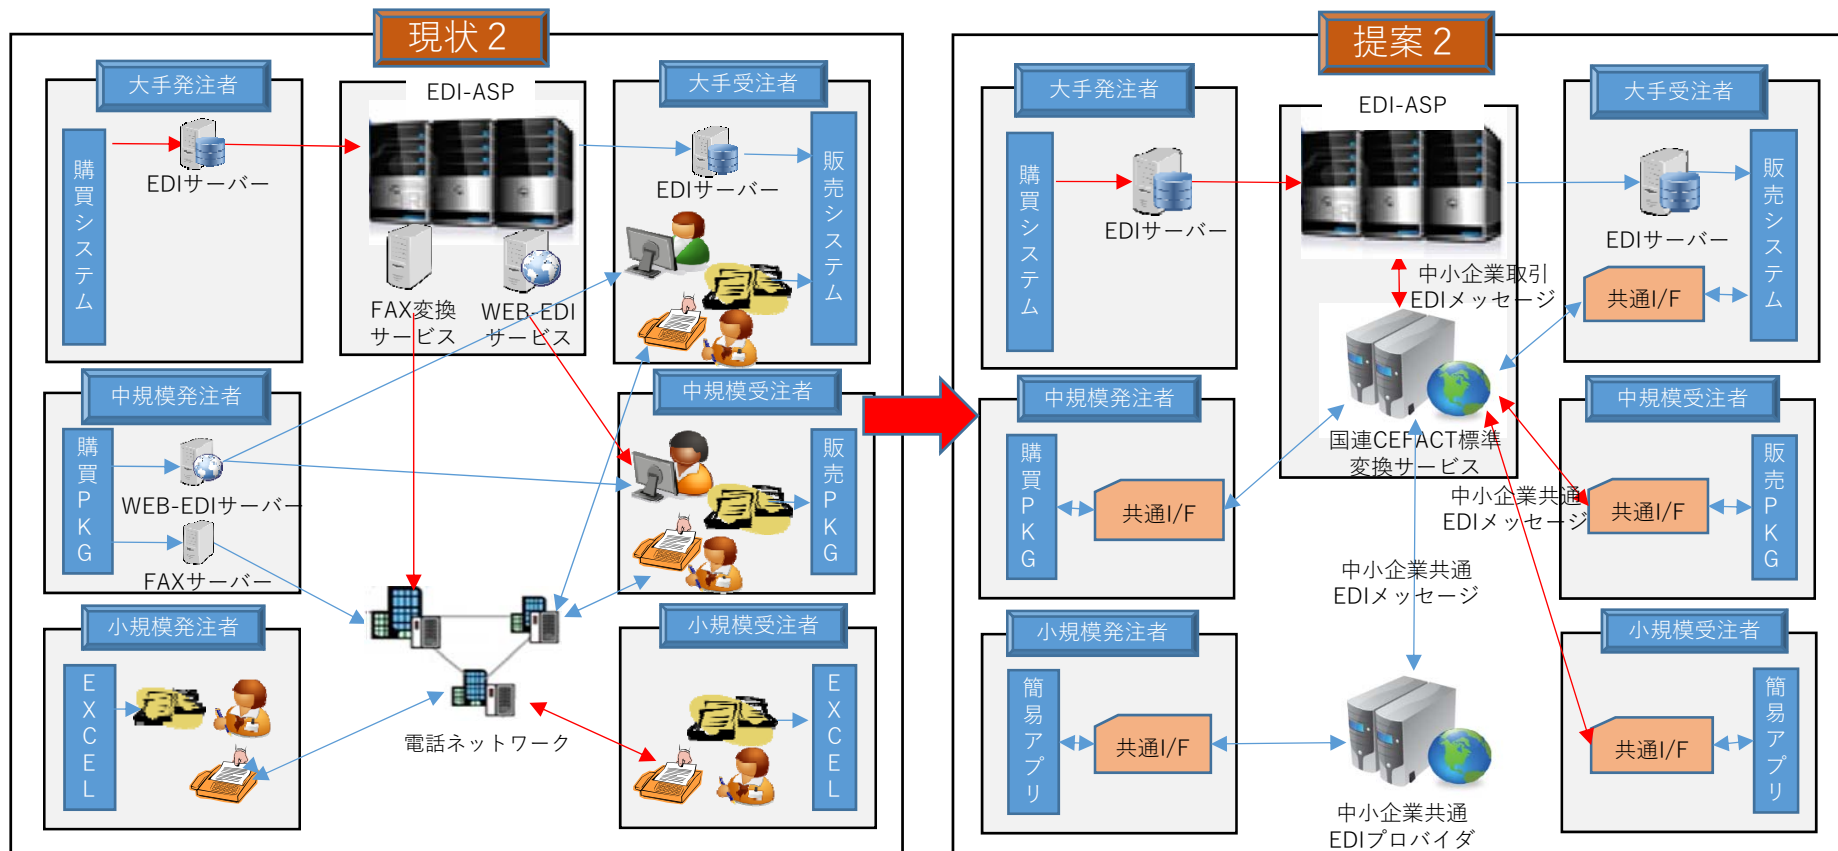 現状２
大手発注者
購買システム
EDIサーバー
EDI-ASP
FAX変換
サービス
WEB-EDI
サービス
大手受注者
EDIサーバー
販売システム
中規模発注者
購買PKG
WEB-EDIサーバー
FAXサーバー
中規模受注者
販売PKG
小規模発注者
EXCEL
電話ネットワーク
小規模受注者
EXCEL
提案２
大手発注者
購買システム
EDIサーバー
EDI-ASP
中小企業取引
EDIメッセージ
国連CEFACT標準
変換サービス
大手受注者
EDIサーバー
共通I/F
販売システム
中規模発注者
購買PKG
共通I/F
中小企業共通
EDIメッセージ
中規模受注者
共通I/F
販売PKG
中小企業共通
EDIメッセージ
小規模発注者
簡易アプリ
共通I/F
中小企業共通
EDIプロバイダ
小規模受注者
共通I/F
簡易アプリ